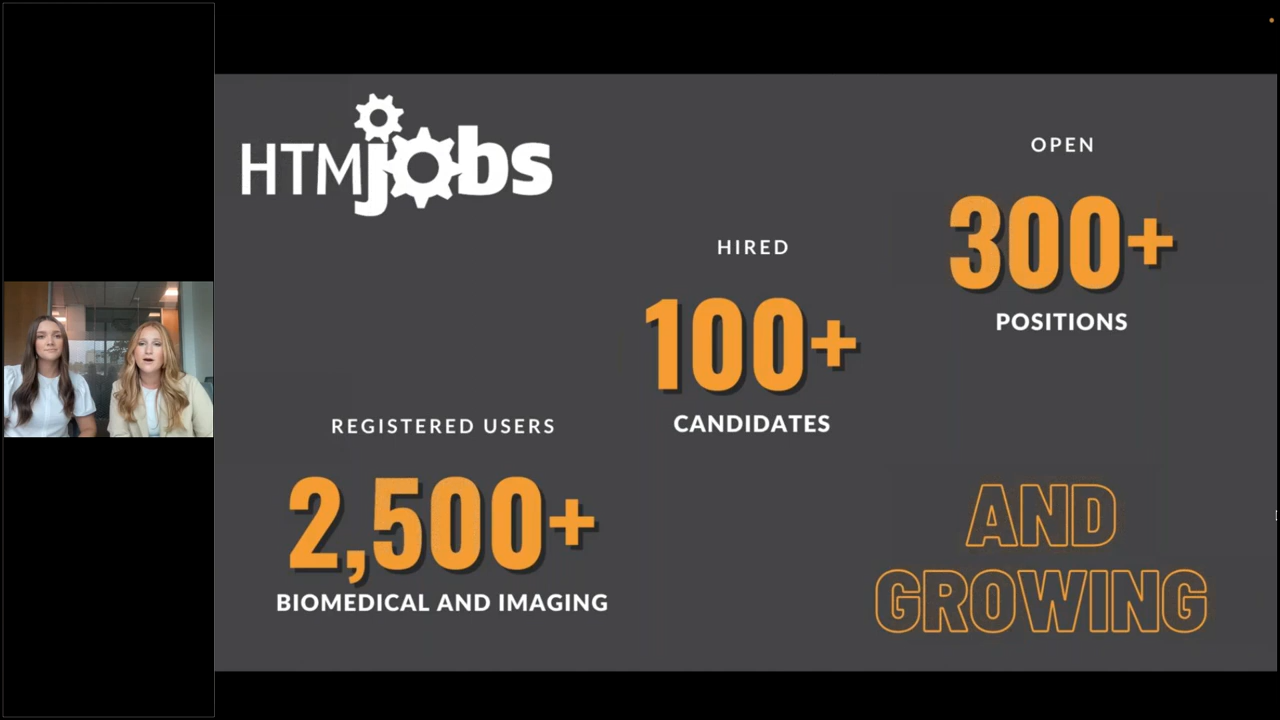 HTMjobs
OPEN
300+
POSITIONS
HIRED
100+
CANDIDATES
REGISTERED USERS
2,500+
BIOMEDICAL AND IMAGING
AND
GROWING